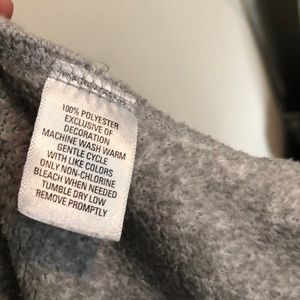 100% POLYESTER
EXCLUSIVE OF
DECORATION
MACHINE WASH WARM
GENTLE CYCLE
WITH LIKE COLORS
ONLY NON-CHLORINE
BLEACH WHEN NEEDED
TUMBLE DRY LOW
REMOVE PROMPTLY